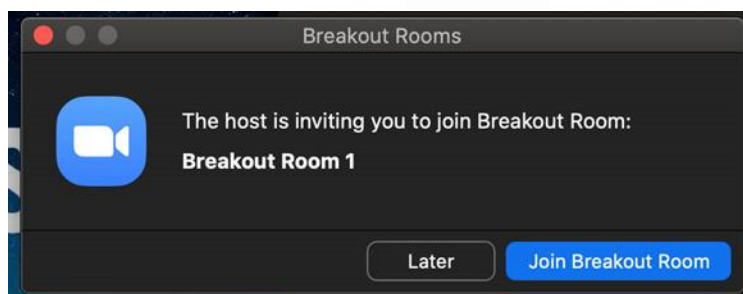 Breakout Rooms
The host is inviting you to join Breakout Room:
Breakout Room 1
Later
Join Breakout Room